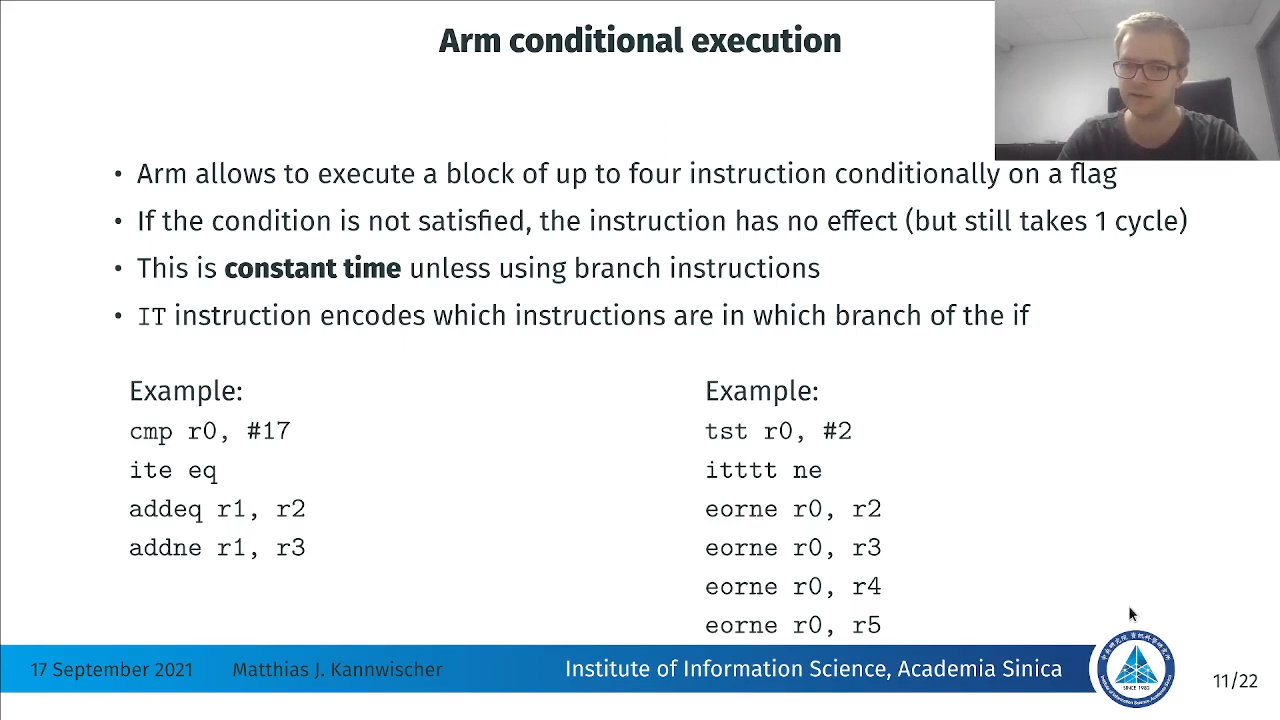 Arm conditional execution
• Arm allows to execute a block of up to four instruction conditionally on a flag
• If the condition is not satisfied, the instruction has no effect (but still takes 1 cycle)
• This is constant time unless using branch instructions
• IT instruction encodes which instructions are in which branch of the if
Example:
cmp r0, #17
ite eq
addeq r1, r2
addne r1, r3
Example:
tst r0, #2
itttt ne
eorne r0, r2
eorne r0, r3
eorne r0, r4
eorne r0, r5
17 September 2021 Matthias J. Kannwischer Institute of Information Science, Academia Sinica
SINCE 1982
11/22